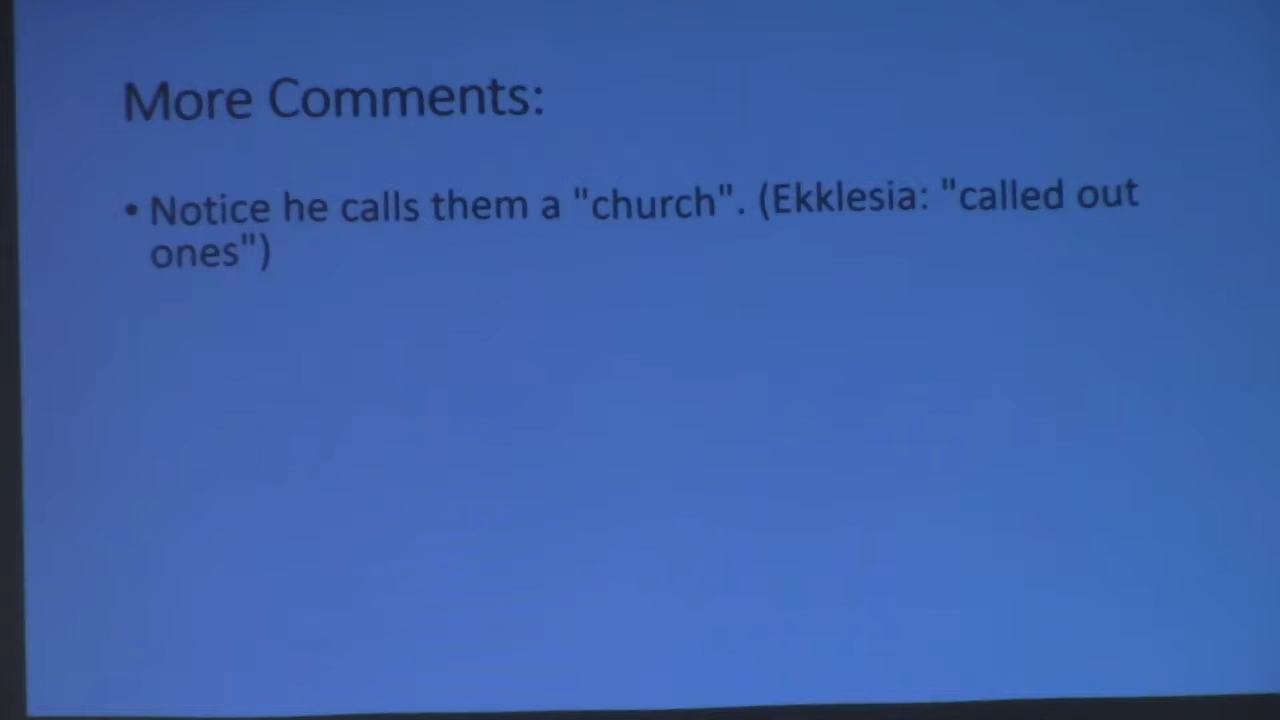 More Comments:
• Notice he calls them a "church". (Ekklesia: "called out
ones")